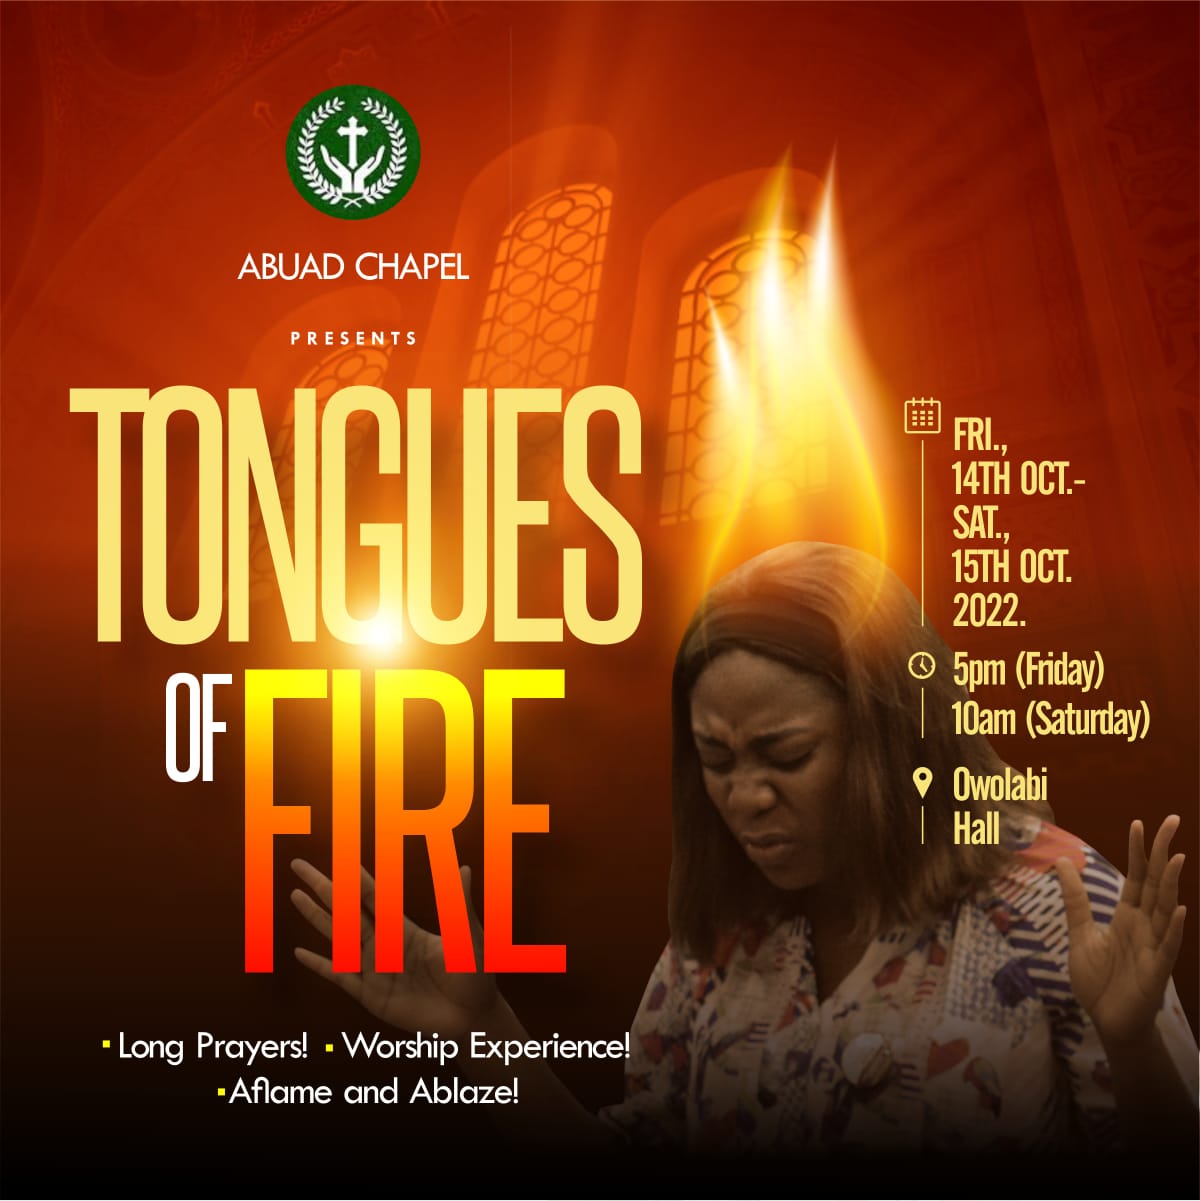 ABUAD CHAPEL
PRESENTS
TONGUES
OF FIRE
FRI.,
14TH OCT.-
SAT.,
15TH OCT.
2022.
5pm (Friday)
10am (Saturday)
Owolabi
Hall
▪Long Prayers! ▪Worship Experience!
▪Aflame and Ablaze!